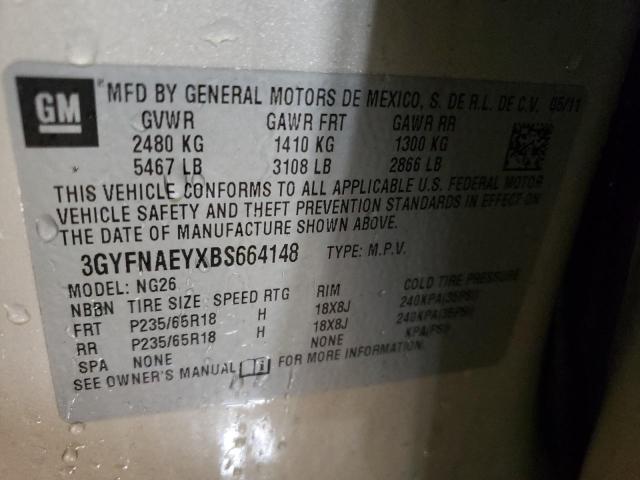 GM
MFD BY GENERAL MOTORS DE MEXICO, S. DE R.L. DE C.V. 05/11
GVWR GAWR FRT GAWR RR
2480 KG 1410 KG 1300 KG
5467 LB 3108 LB 2866 LB
THIS VEHICLE CONFORMS TO ALL APPLICABLE U.S. FEDERAL MOTOR
VEHICLE SAFETY AND THEFT PREVENTION STANDARDS IN EFFECT ON
THE DATE OF MANUFACTURE SHOWN ABOVE.
3GYFNAEYXBS664148 TYPE: M.P.V.
MODEL: NG26
NBBN TIRE SIZE SPEED RTG RIM COLD TIRE PRESSURE
FRT P235/65R18 H 18X8J 240KPA(35PSI)
RR P235/65R18 H 18X8J 240KPA(35PSI)
SPA NONE NONE KPA(PSI)
SEE OWNER'S MANUAL FOR MORE INFORMATION.